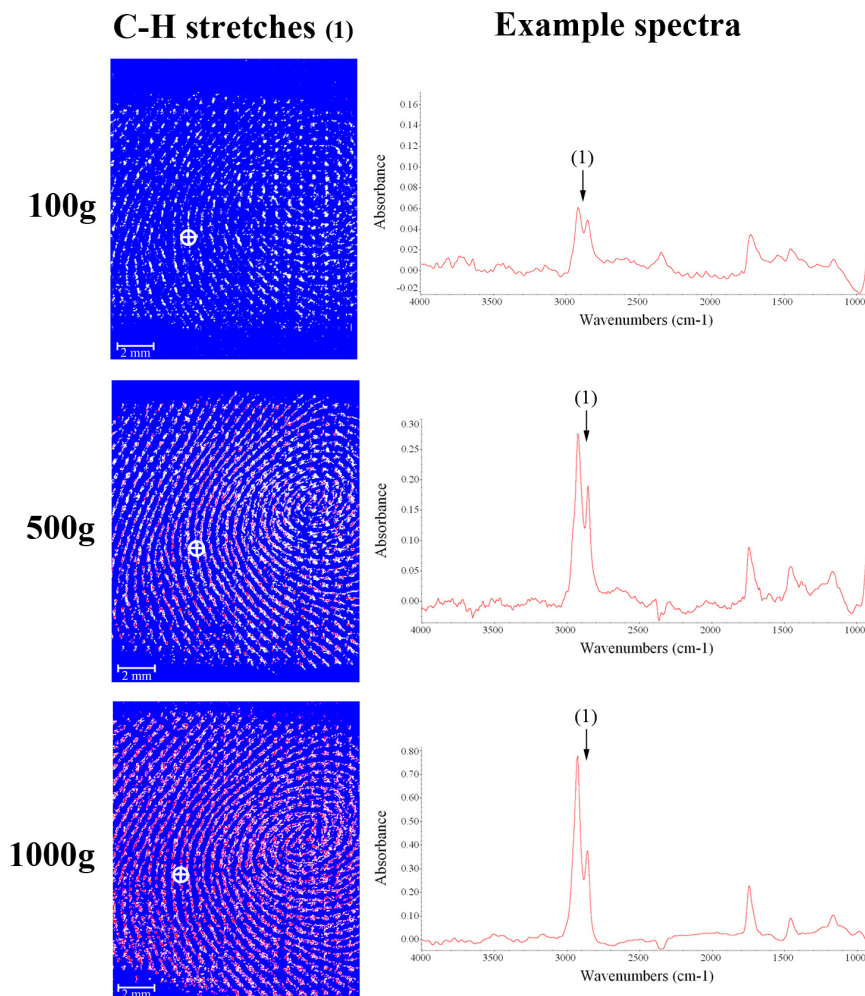 C-H stretches (1)
Example spectra
100g
2 mm
Absorbance
0.16
0.14
0.12
0.10
0.08
0.06
0.04
0.02
0.00
-0.02
(1)
4000 3500 3000 2500 2000 1500 1000
Wavenumbers (cm-1)
500g
2 mm
Absorbance
0.30
0.25
0.20
0.15
0.10
0.05
0.00
(1)
4000 3500 3000 2500 2000 1500 1000
Wavenumbers (cm-1)
1000g
2 mm
Absorbance
0.80
0.70
0.60
0.50
0.40
0.30
0.20
0.10
0.00
(1)
4000 3500 3000 2500 2000 1500 1000
Wavenumbers (cm-1)